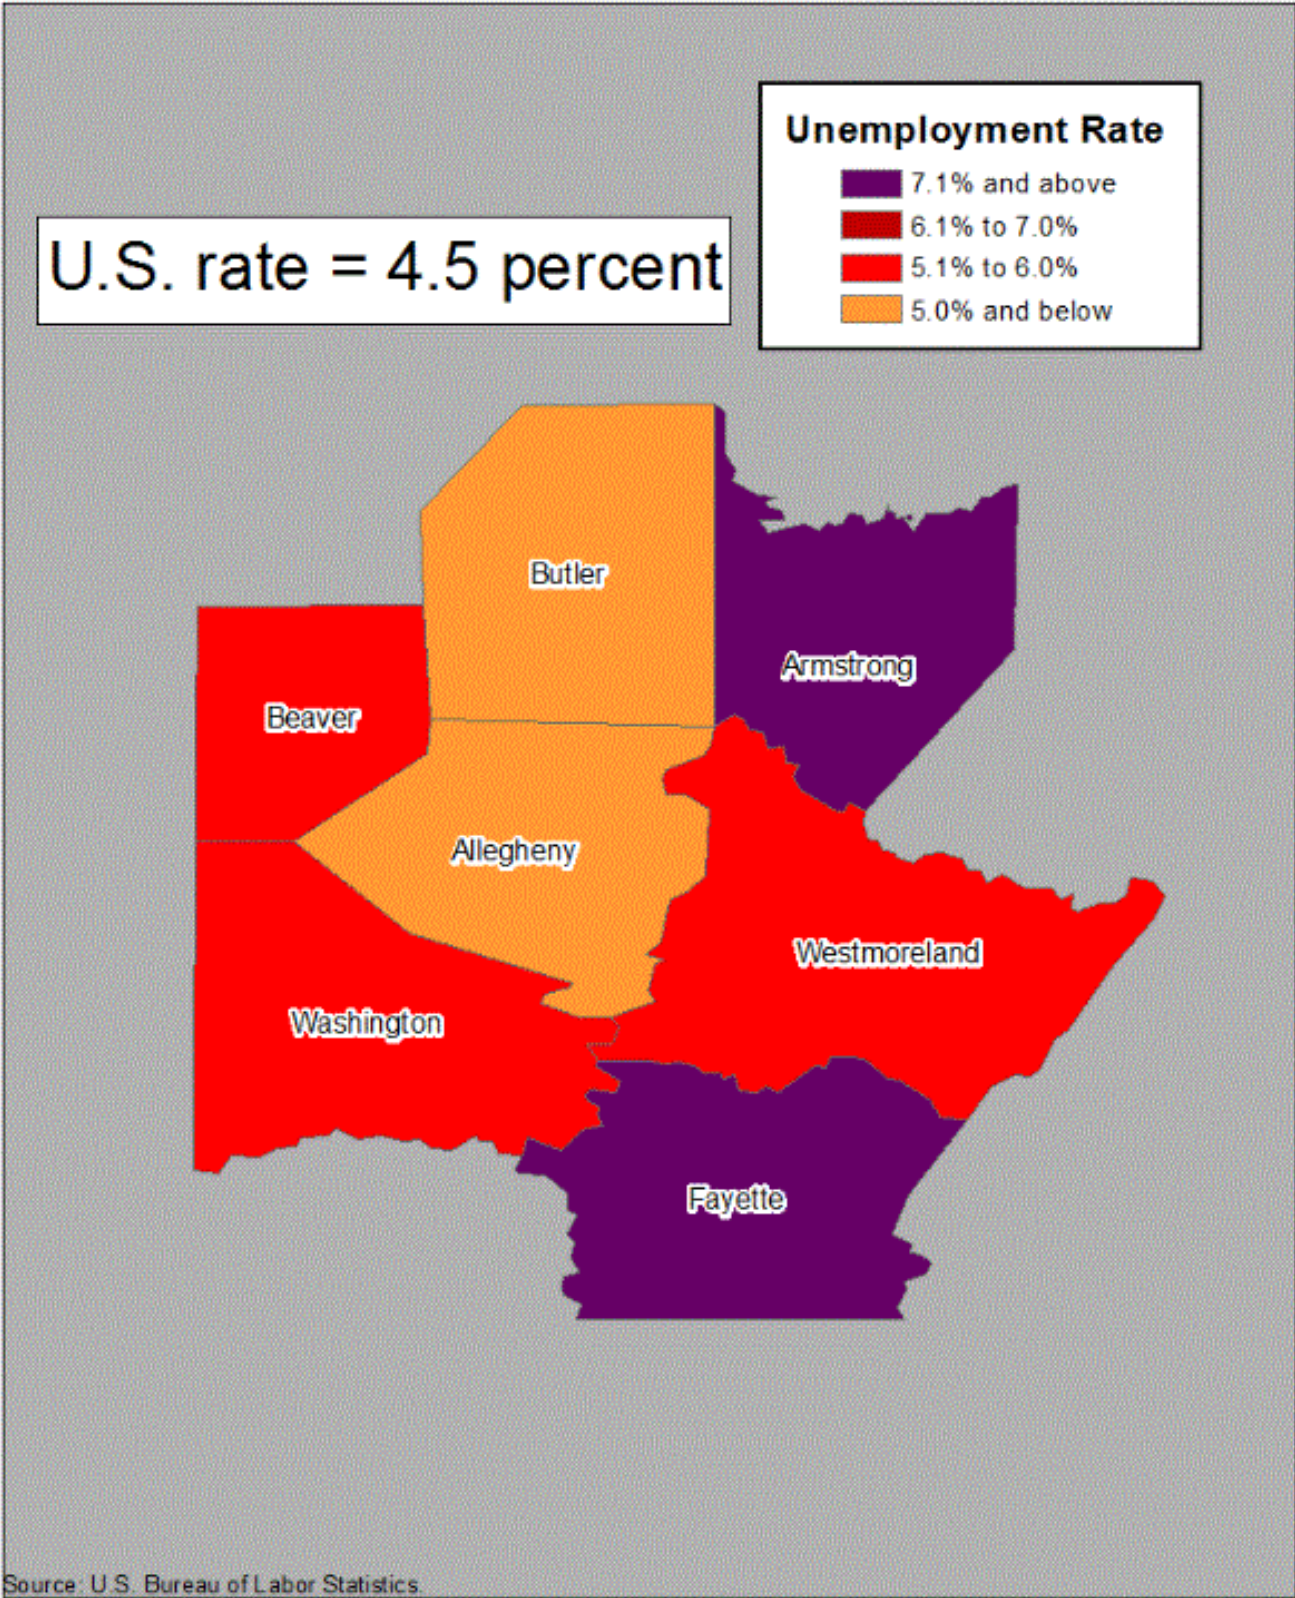 Unemployment Rate
7.1% and above
6.1% to 7.0%
5.1% to 6.0%
5.0% and below
U.S. rate = 4.5 percent
Butler
Armstrong
Beaver
Allegheny
Westmoreland
Washington
Fayette
Source: U.S. Bureau of Labor Statistics.